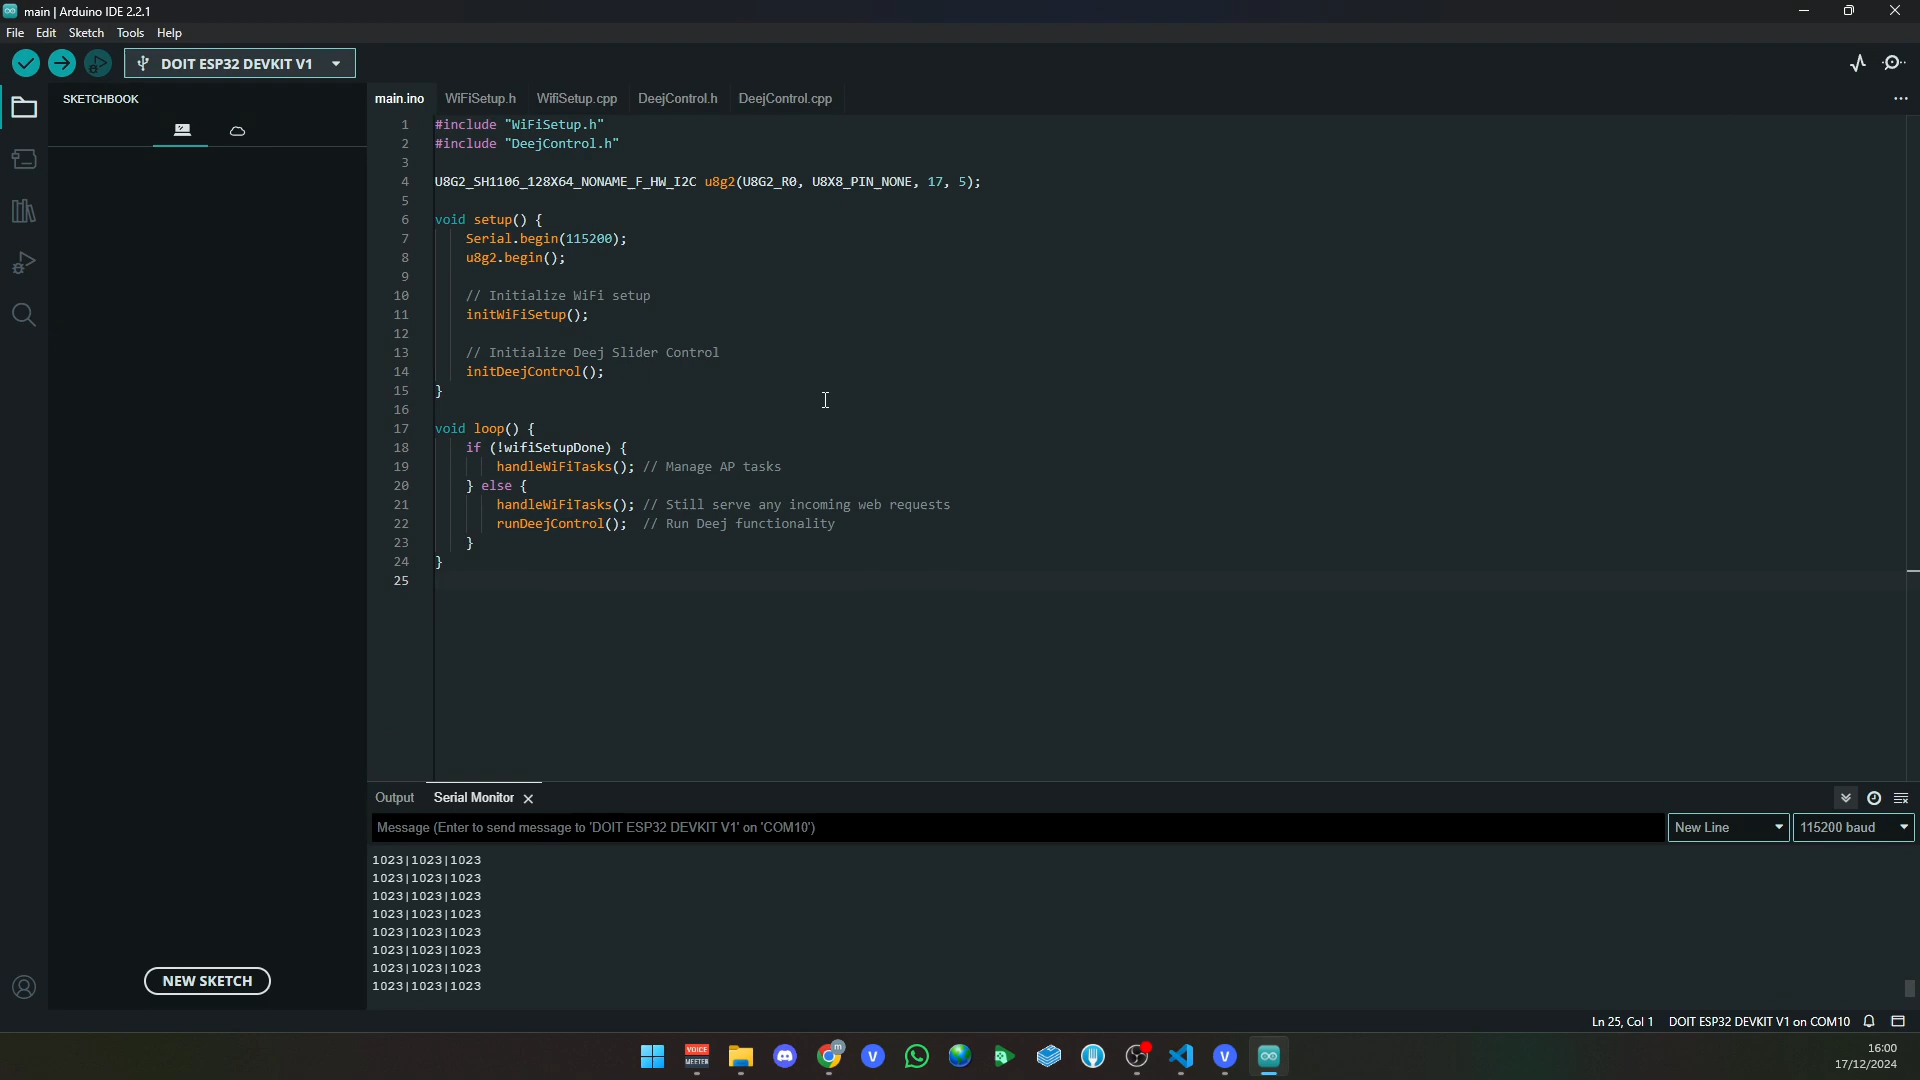 main | Arduino IDE 2.2.1
File Edit Sketch Tools Help
DOIT ESP32 DEVKIT V1
SKETCHBOOK
main.ino WiFiSetup.h WifiSetup.cpp DeejControl.h DeejControl.cpp
1 #include "WiFiSetup.h"
2 #include "DeejControl.h"
3
4 U8G2_SH1106_128X64_NONAME_F_HW_I2C u8g2(U8G2_R0, U8X8_PIN_NONE, 17, 5);
5
6 void setup() {
7 Serial.begin(115200);
8 u8g2.begin();
9
10 // Initialize WiFi setup
11 initWiFiSetup();
12
13 // Initialize Deej Slider Control
14 initDeejControl();
15 }
16
17 void loop() {
18 if (!wifiSetupDone) {
19 handleWiFiTasks(); // Manage AP tasks
20 } else {
21 handleWiFiTasks(); // Still serve any incoming web requests
22 runDeejControl(); // Run Deej functionality
23 }
24 }
25
Output Serial Monitor
Message (Enter to send message to 'DOIT ESP32 DEVKIT V1' on 'COM10')
New Line 115200 baud
1023|1023|1023
1023|1023|1023
1023|1023|1023
1023|1023|1023
1023|1023|1023
1023|1023|1023
1023|1023|1023
1023|1023|1023
NEW SKETCH
Ln 25, Col 1 DOIT ESP32 DEVKIT V1 on COM10
VOICE
MEETER
m
V
V
16:00
17/12/2024